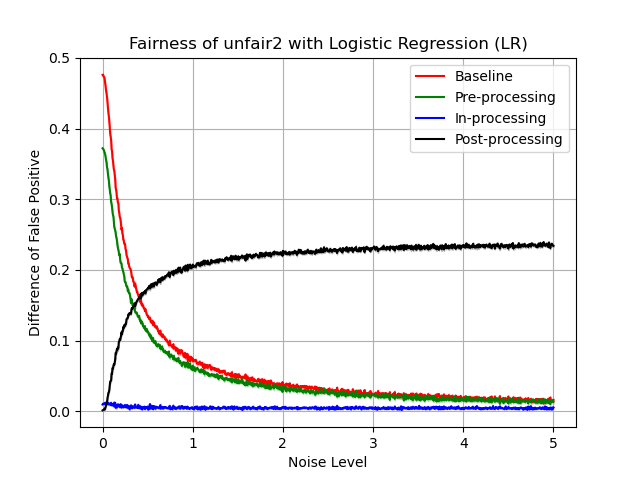 Fairness of unfair2 with Logistic Regression (LR)
Difference of False Positive
0.5
0.4
0.3
0.2
0.1
0.0
Baseline
Pre-processing
In-processing
Post-processing
0 1 2 3 4 5
Noise Level